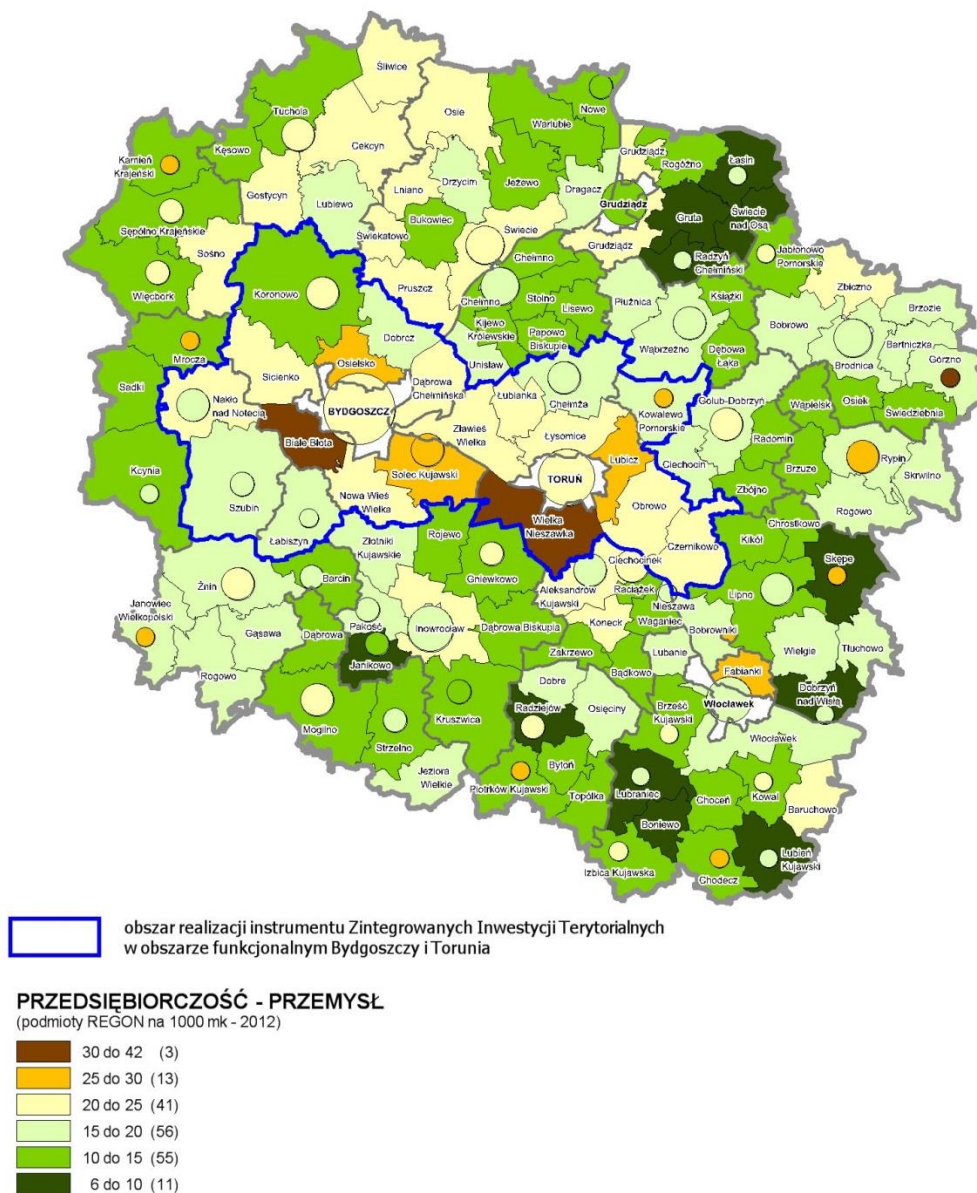 Śliwice
Osie
Nowe
Tuchola
Warlubie
Cekcyn
Kęsowo
Grudziądz
Rogóźno
Łasin
Kamień
Krajeński
Drzycim
Lniano
Jeżewo
Dragacz
Gostycyn
Lubiewo
Grudziądz
Bukowiec
Gruta
Świecie
nad Osą
Sępólno Krajeńskie
Świekatowo
Świecie
Grudziądz
Sośno
Chełmno
Radzyń
Chełmiński
Jabłonowo
Pomorskie
Więcbork
Koronowo
Pruszcz
Chełmno
Stolno
Płużnica
Książki
Zbiczno
Lisewo
Brzozie
Kijewo
Królewskie
Papowo
Biskupie
Bobrowo
Mrocza
Dobrcz
Wąbrzeźno
Dębowa
Łąka
Bartniczka
Unisław
Brodnica
Górzno
Sadki
Sicienko
Osielsko
Dąbrowa
Chełmińska
Chełmża
Nakło
nad Notecią
Łubianka
Kowalewo
Pomorskie
Golub-Dobrzyń
Wąpielsk
Osiek
Świedziebnia
BYDGOSZCZ
Zławieś
Wielka
Łysomice
Radomin
Białe Błota
Lubicz
Ciechocin
Brzuze
Rypin
Kcynia
Solec Kujawski
TORUŃ
Skrwilno
Szubin
Nowa Wieś
Wielka
Obrowo
Zbójno
Rogowo
Wielka
Nieszawka
Chrostkowo
Łabiszyn
Rojewo
Czernikowo
Kikół
Złotniki
Kujawskie
Ciechocinek
Skępe
Gniewkowo
Żnin
Barcin
Aleksandrów
Kujawski
Raciążek
Lipno
Janowiec
Wielkopolski
Nieszawa
Pakość
Inowrocław
Dąbrowa Biskupia
Koneck
Waganiec
Bobrowniki
Gąsawa
Dąbrowa
Wielgie
Tłuchowo
Janikowo
Zakrzewo
Lubanie
Rogowo
Bądkowo
Fabianki
Dobre
Dobrzyń
nad Wisłą
Mogilno
Kruszwica
Radziejów
Osięciny
Brześć
Kujawski
Włocławek
Strzelno
Włocławek
Jeziora
Wielkie
Bytoń
Piotrków Kujawski
Topólka
Lubraniec
Choceń
Kowal
Baruchowo
Boniewo
Izbica Kujawska
Chodecz
Lubień
Kujawski
obszar realizacji instrumentu Zintegrowanych Inwestycji Terytorialnych
w obszarze funkcjonalnym Bydgoszczy i Torunia
PRZEDSIĘBIORCZOŚĆ - PRZEMYSŁ
(podmioty REGON na 1000 mk - 2012)
30 do 42 (3)
25 do 30 (13)
20 do 25 (41)
15 do 20 (56)
10 do 15 (55)
6 do 10 (11)